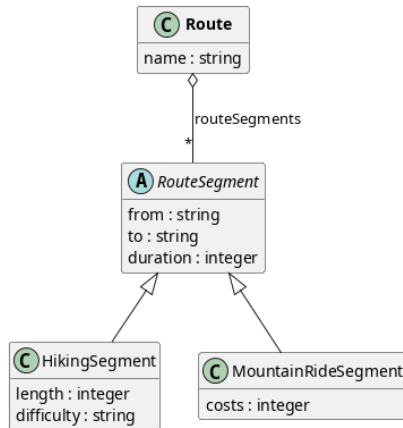 C Route
name : string
routeSegments
*
A RouteSegment
from : string
to : string
duration : integer
C HikingSegment
length : integer
difficulty : string
C MountainRideSegment
costs : integer